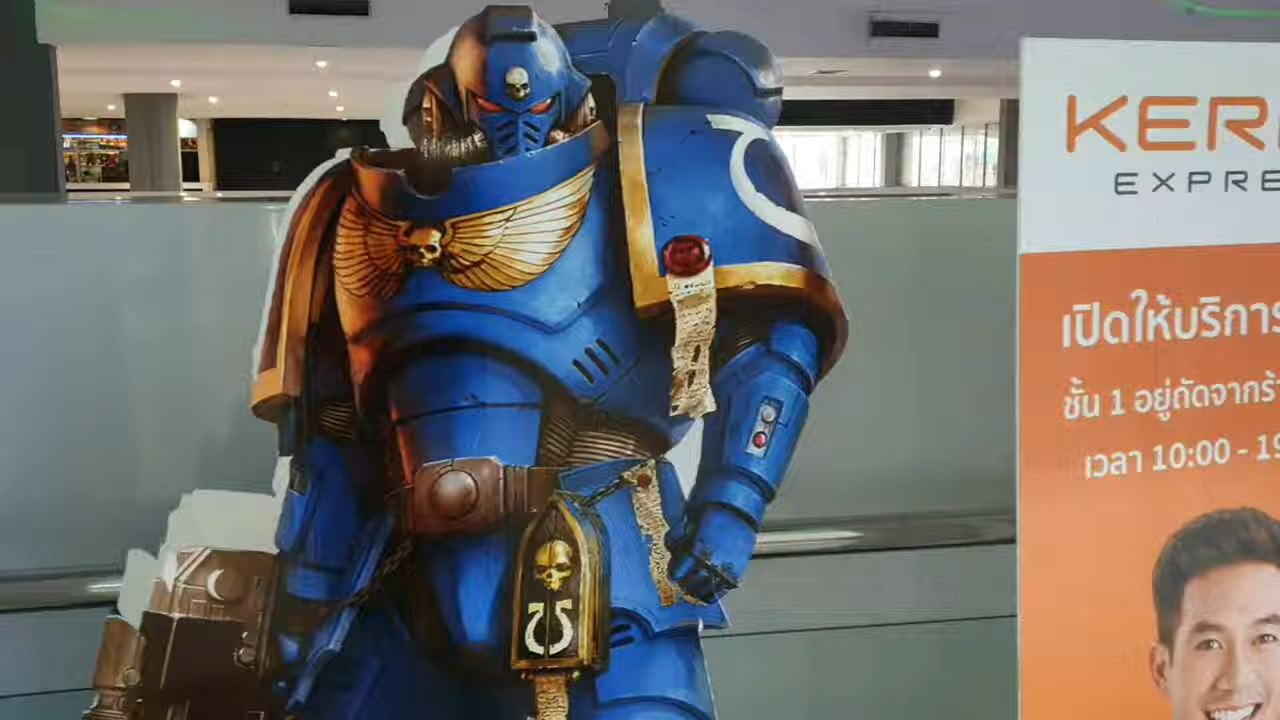 KER
EXPRE
เปิดให้บริการ
ชั้น 1 อยู่ถัดจากร้
เวลา 10:00 - 19